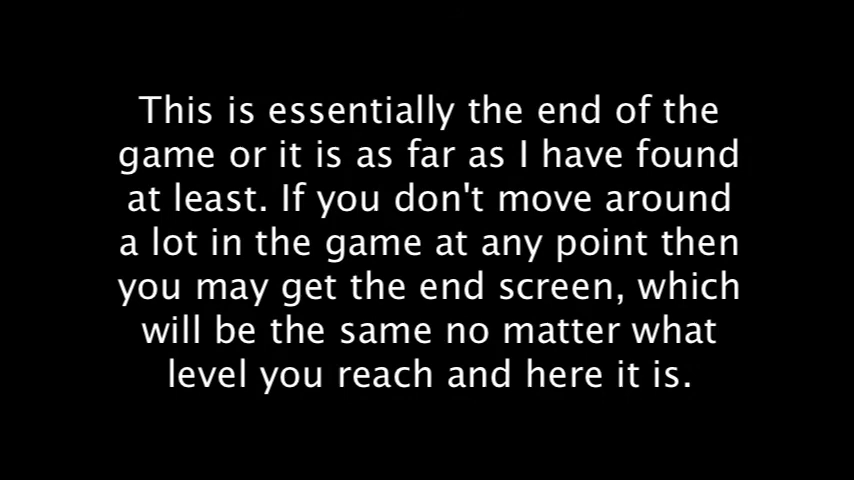 This is essentially the end of the
game or it is as far as I have found
at least. If you don't move around
a lot in the game at any point then
you may get the end screen, which
will be the same no matter what
level you reach and here it is.